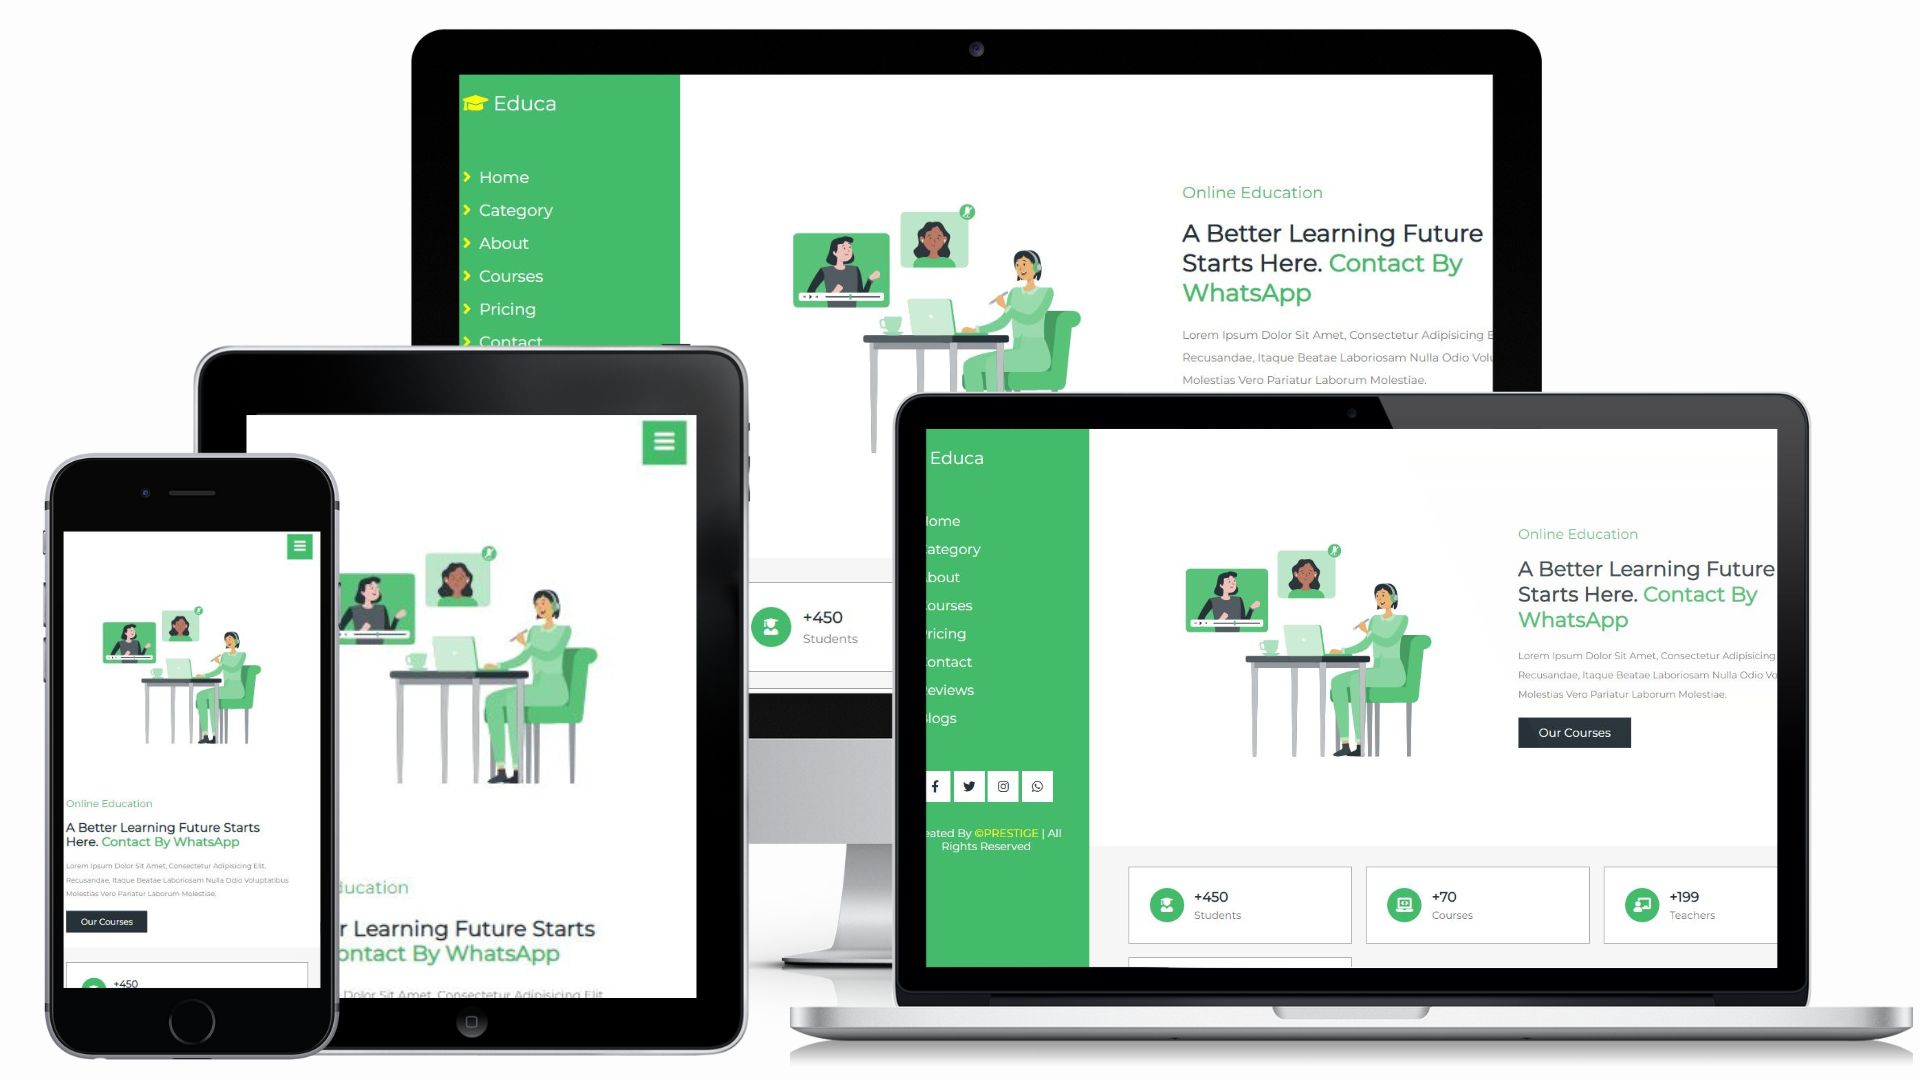 Educa
Home
Category
About
Courses
Pricing
Contact
Online Education
A Better Learning Future
Starts Here. Contact By
WhatsApp
Lorem Ipsum Dolor Sit Amet, Consectetur Adipisicing
Recusandae, Itaque Beatae Laboriosam Nulla Odio
Molestias Vero Pariatur Laborum Molestiae.
+450
Students
Educa
ome
ategory
bout
ourses
ricing
ontact
eviews
logs
eated By ©PRESTIGE | All
Rights Reserved
Online Education
A Better Learning Future
Starts Here. Contact By
WhatsApp
Lorem Ipsum Dolor Sit Amet, Consectetur Adipisicing
Recusandae, Itaque Beatae Laboriosam Nulla Odio Vo
Molestias Vero Pariatur Laborum Molestiae.
Our Courses
+450
Students
+70
Courses
+199
Teachers
ducation
r Learning Future Starts
ontact By WhatsApp
Dolor Sit Amet, Consectetur Adipisicing Elit
Online Education
A Better Learning Future Starts
Here. Contact By WhatsApp
Lorem Ipsum Dolor Sit Amet, Consectetur Adipisicing Elit.
Recusandae, Itaque Beatae Laboriosam Nulla Odio Voluptatibus
Molestias Vero Pariatur Laborum Molestiae.
Our Courses
+450